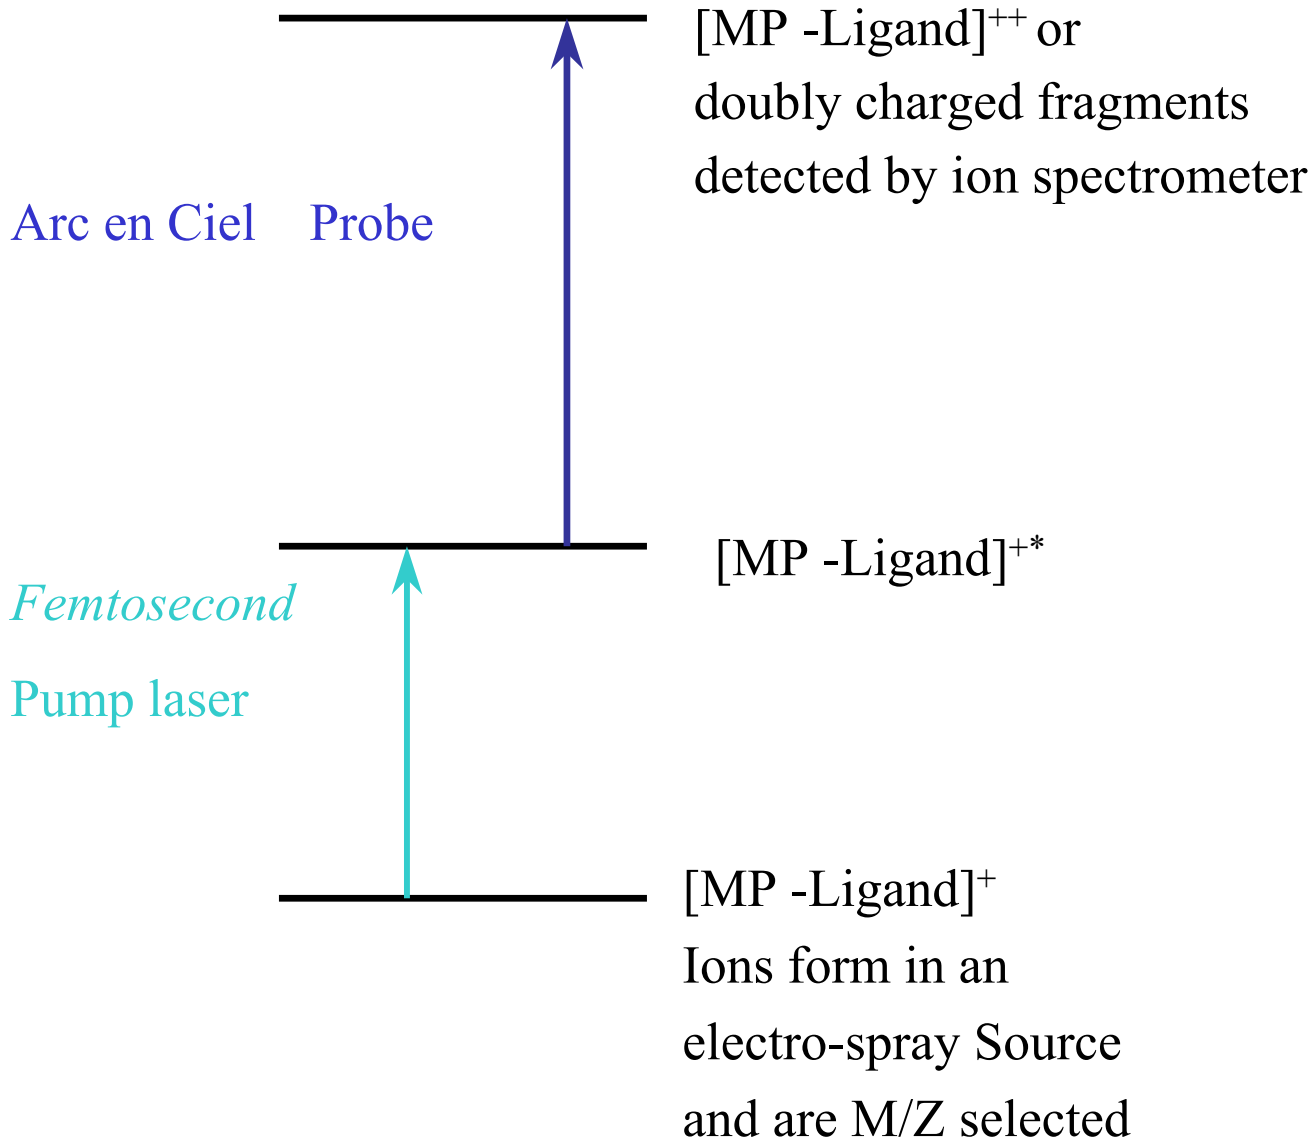 [MP -Ligand]⁺⁺ or
doubly charged fragments
detected by ion spectrometer
Arc en Ciel Probe
[MP -Ligand]⁺*
Femtosecond
Pump laser
[MP -Ligand]⁺
Ions form in an
electro-spray Source
and are M/Z selected